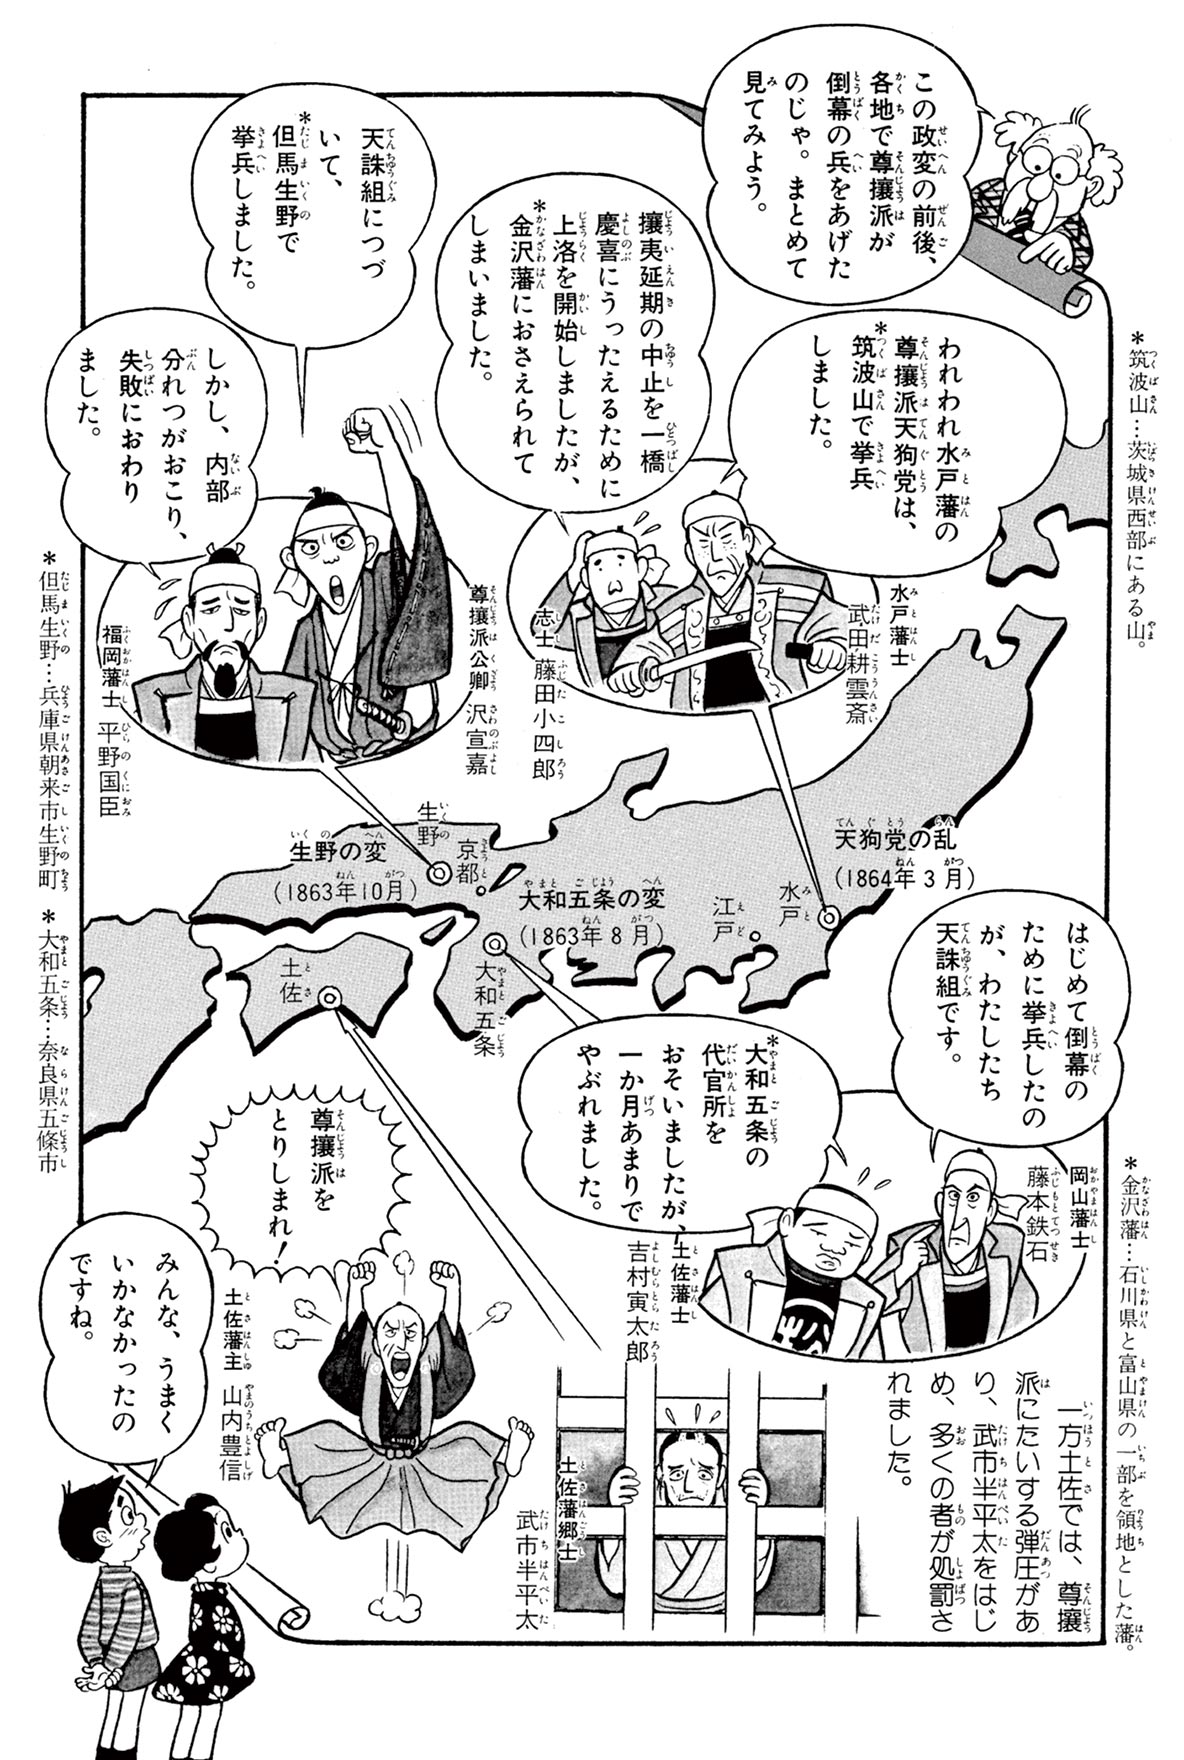 この政変の前後、
各地で尊攘派が
倒幕の兵をあげた
のじゃ。まとめて
見てみよう。
われわれ水戸藩の
尊攘派天狗党は、
*筑波山で挙兵
しました。
攘夷延期の中止を一橋
慶喜にうったえるために
上洛を開始しましたが、
*金沢藩におさえられて
しまいました。
天誅組につづ
いて、
*但馬生野で
挙兵しました。
しかし、内部
分れつがおこり、
失敗におわり
ました。
水戸藩士
武田耕雲斎
志士 藤田小四郎
尊攘派公卿 沢宣嘉
福岡藩士 平野国臣
*筑波山…茨城県西部にある山。
天狗党の乱
(1864年3月)
水戸
江戸
生野
京都
生野の変
(1863年10月)
大和五条の変
(1863年8月)
大和五条
土佐
*但馬生野…兵庫県朝来市生野町
*大和五条…奈良県五條市
はじめて倒幕の
ために挙兵したの
が、わたしたち
天誅組です。
*大和五条の
代官所を
おそいましたが、
一か月あまりで
やぶれました。
岡山藩士
藤本鉄石
土佐藩士
吉村寅太郎
*金沢藩…石川県と富山県の一部を領地とした藩。
一方土佐では、尊攘
派にたいする弾圧があ
り、武市半平太をはじ
め、多くの者が処罰さ
れました。
土佐藩郷士
武市半平太
尊攘派を
とりしまれ!
土佐藩主 山内豊信
みんな、うまく
いかなかったの
ですね。